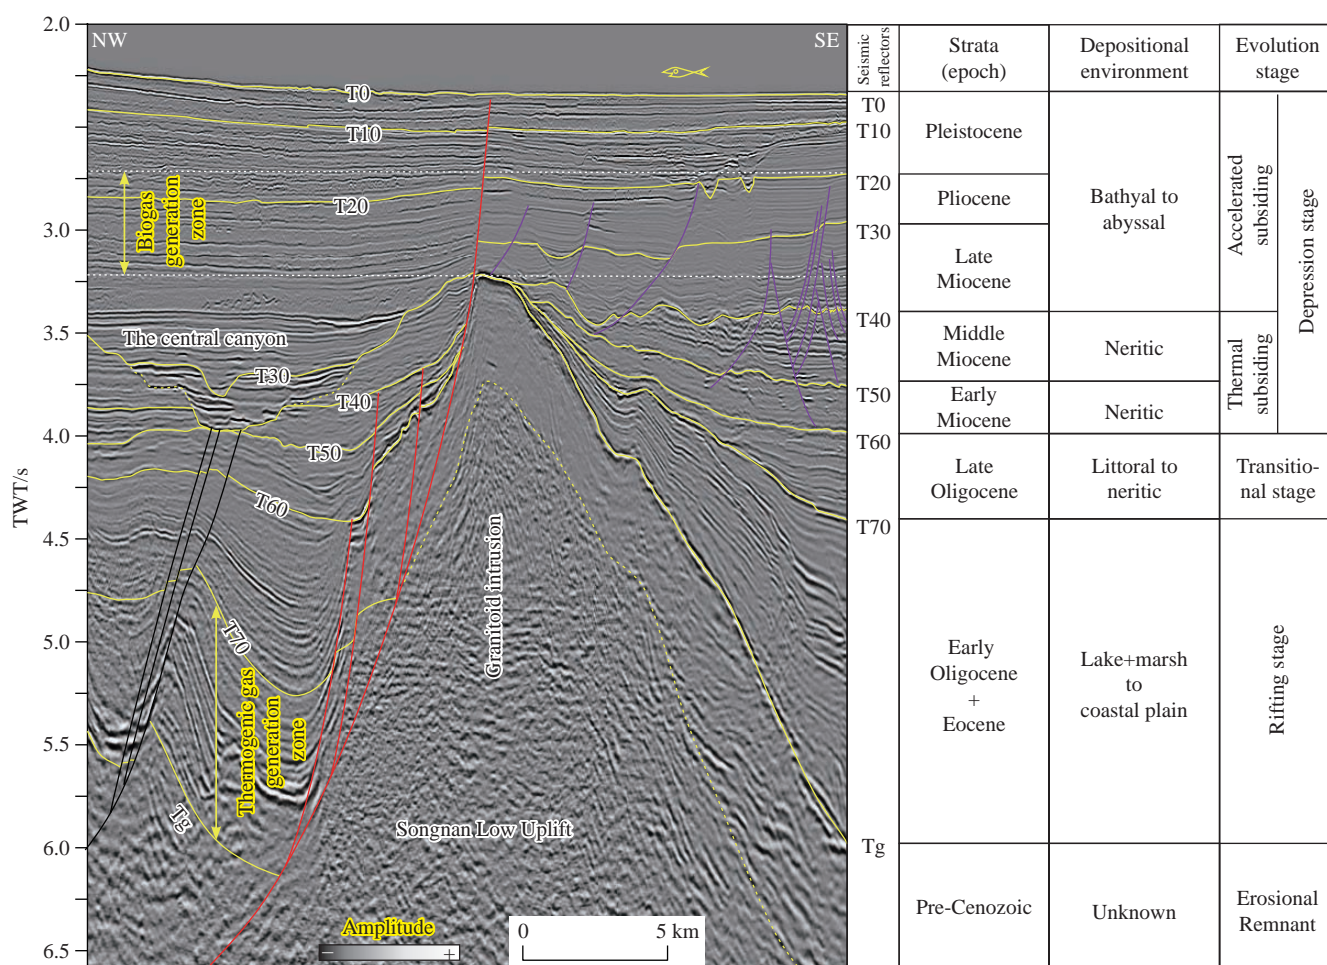 2.0
2.5
3.0
3.5
4.0
4.5
5.0
5.5
6.0
6.5
TWT/s
NW
SE
T0
T10
T20
Biogas
generation
zone
The central canyon
T30
T40
T50
T60
T70
Thermogenic gas
generation
zone
Tg
Granitoid intrusion
Songnan Low Uplift
Amplitude
−
+
0
5 km
Seismic
reflectors
Strata
(epoch)
Depositional
environment
Evolution
stage
T0
T10
T20
T30
T40
T50
T60
T70
Tg
Pleistocene
Pliocene
Late
Miocene
Middle
Miocene
Early
Miocene
Late
Oligocene
Early
Oligocene
+
Eocene
Pre-Cenozoic
Bathyal to
abyssal
Neritic
Neritic
Littoral to
neritic
Lake+marsh
to
coastal plain
Unknown
Accelerated
subsiding
Thermal
subsiding
Depression stage
Transitio-
nal stage
Rifting stage
Erosional
Remnant